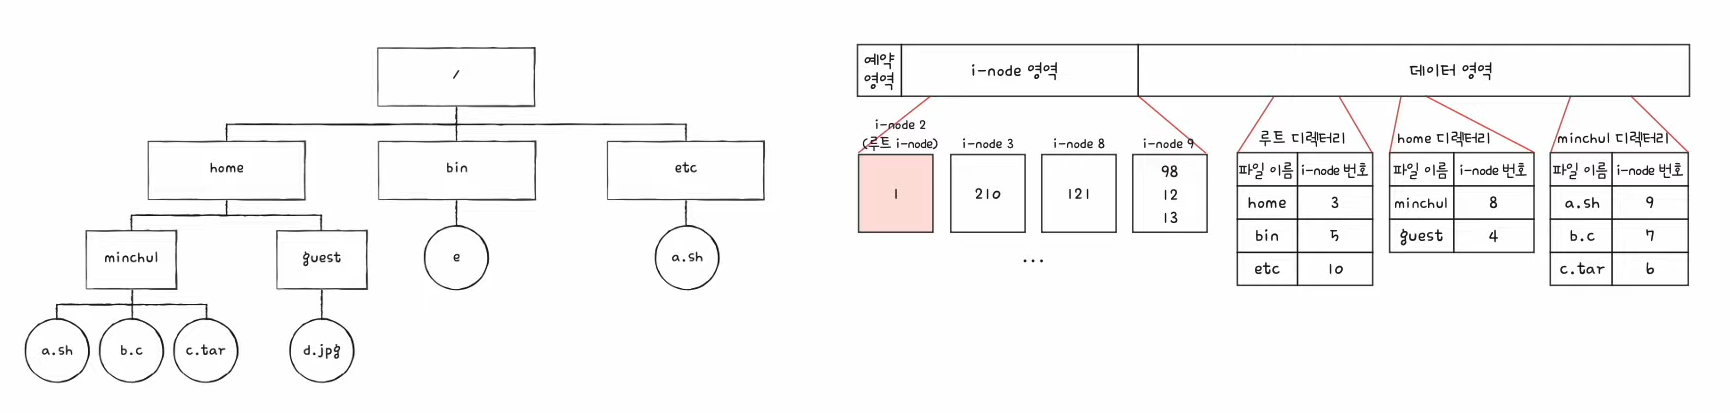 /
home
bin
etc
minchul
guest
e
a.sh
a.sh
b.c
c.tar
d.jpg
예약
영역
i-node 영역
데이터 영역
i-node 2
(루트 i-node)
i-node 3
i-node 8
i-node 9
1
210
121
98
12
13
...
루트 디렉터리
파일 이름 i-node 번호
home 3
bin 5
etc 10
home 디렉터리
파일 이름 i-node 번호
minchul 8
guest 4
minchul 디렉터리
파일 이름 i-node 번호
a.sh 9
b.c 7
c.tar 6